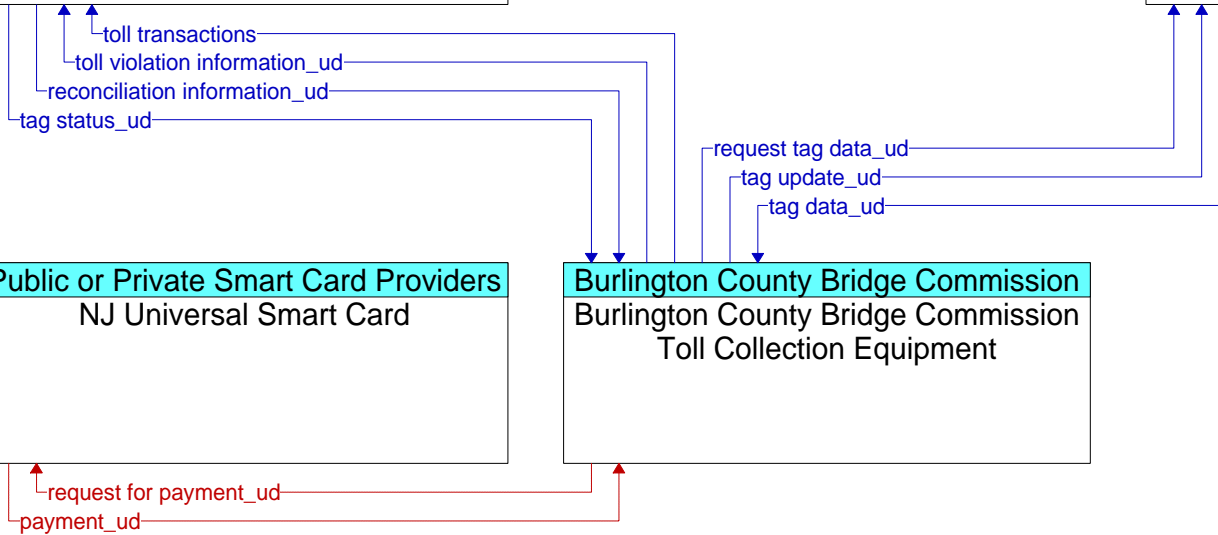 toll transactions
toll violation information_ud
reconciliation information_ud
tag status_ud
request tag data_ud
tag update_ud
tag data_ud
Public or Private Smart Card Providers
NJ Universal Smart Card
Burlington County Bridge Commission
Burlington County Bridge Commission
Toll Collection Equipment
request for payment_ud
payment_ud